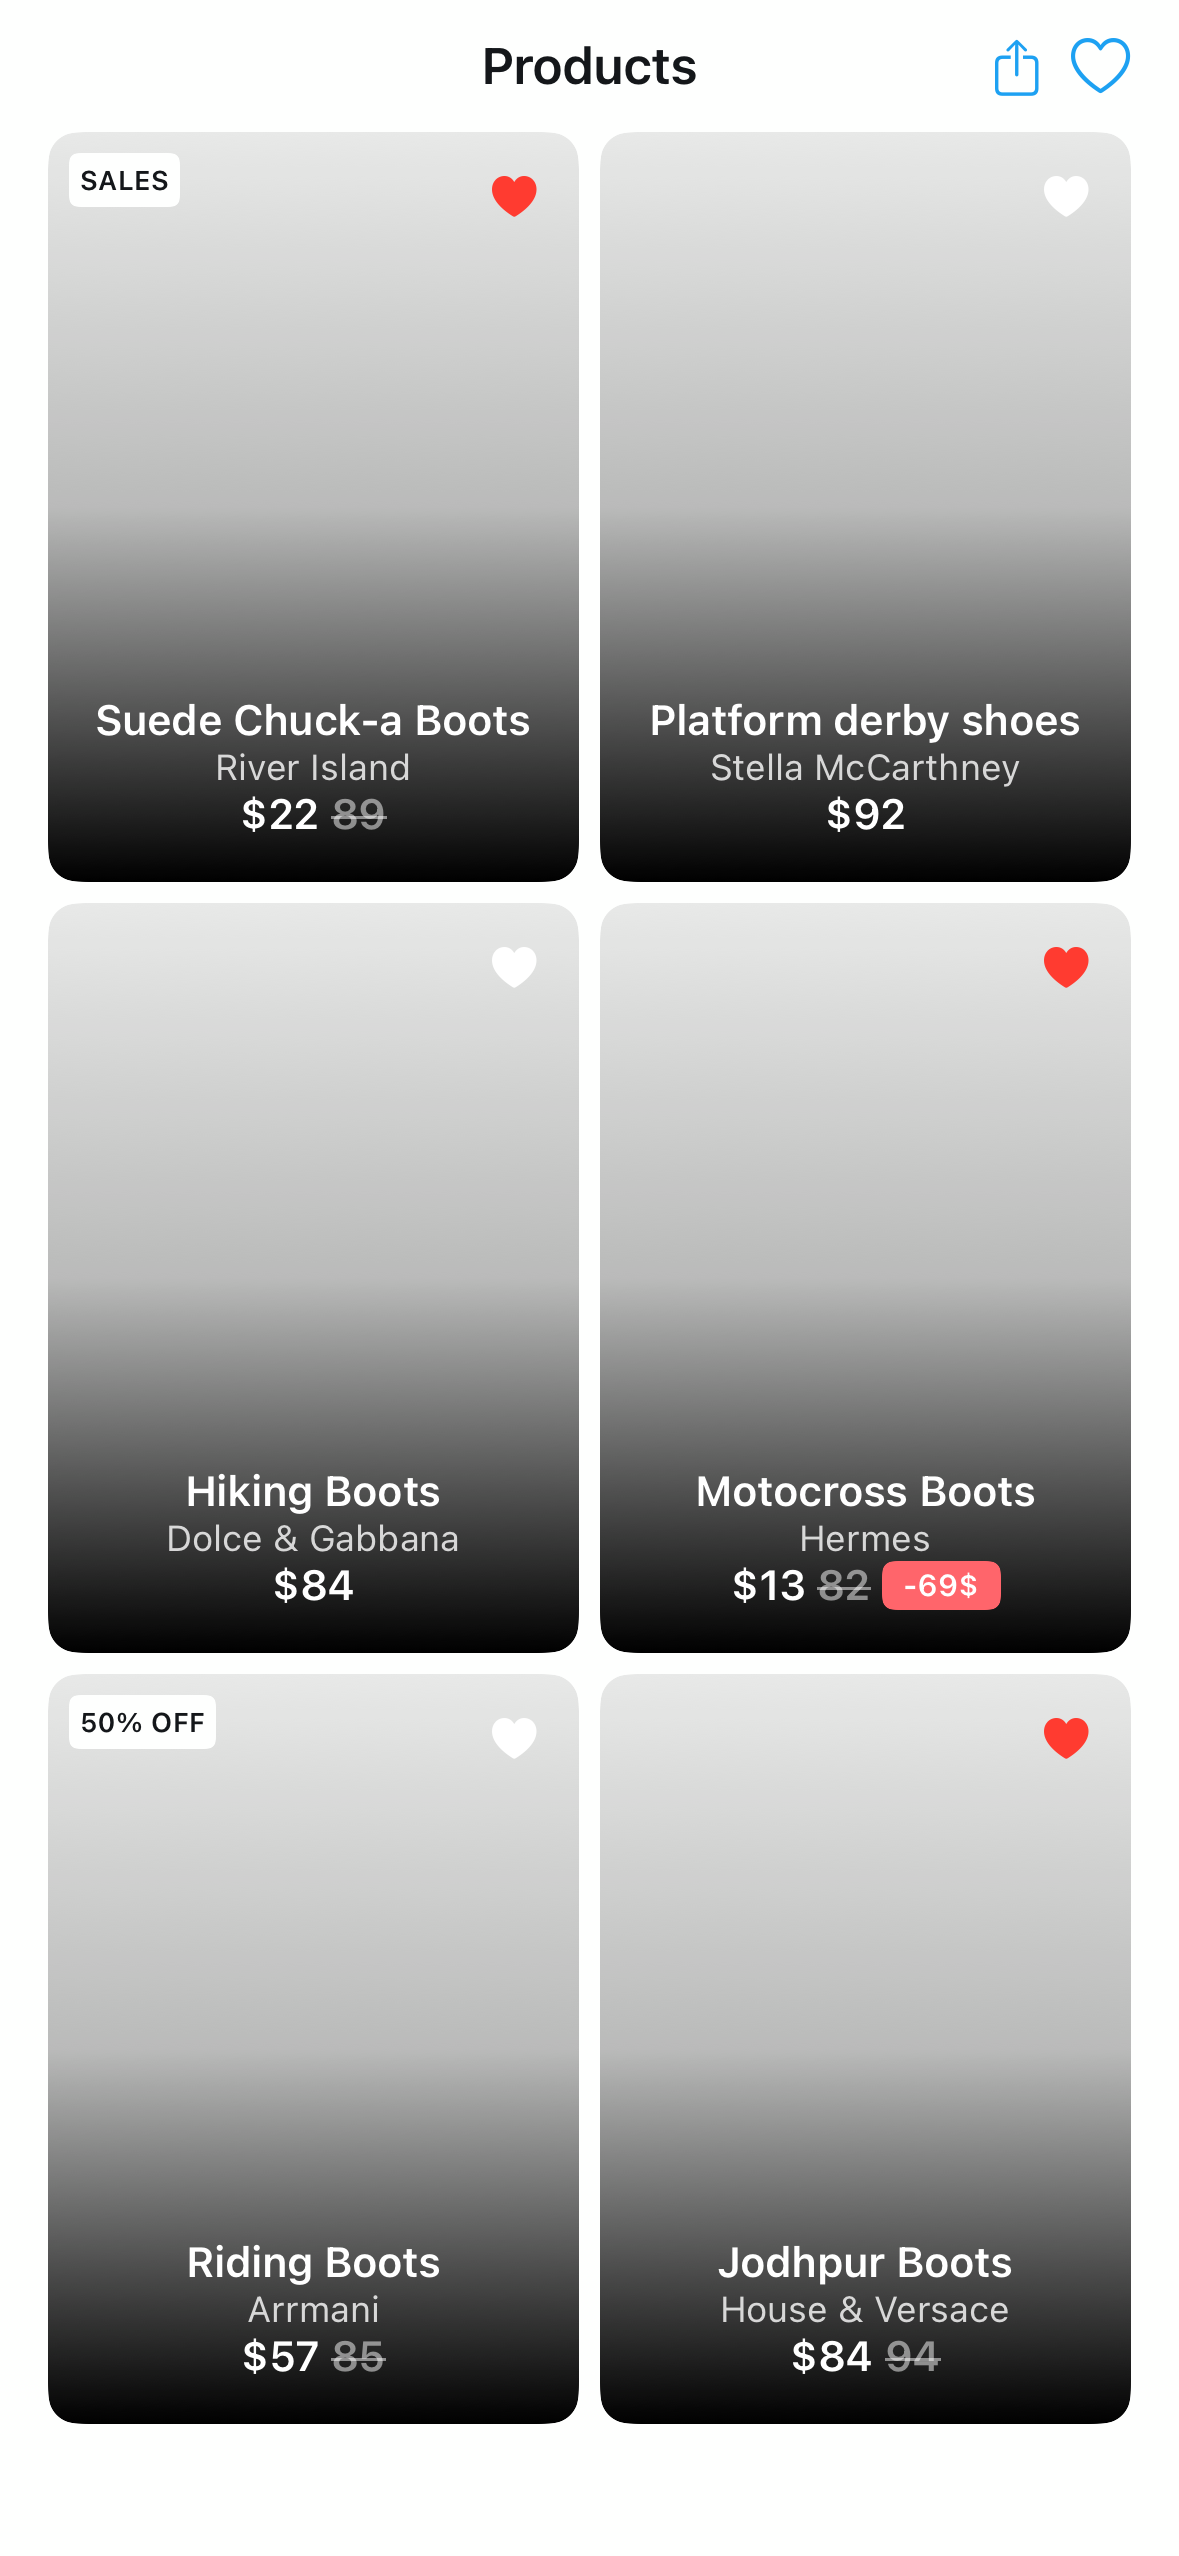 Products
SALES
Suede Chuck-a Boots
River Island
$22 89
Platform derby shoes
Stella McCarthney
$92
Hiking Boots
Dolce & Gabbana
$84
Motocross Boots
Hermes
$13 82 -69$
50% OFF
Riding Boots
Arrmani
$57 85
Jodhpur Boots
House & Versace
$84 94